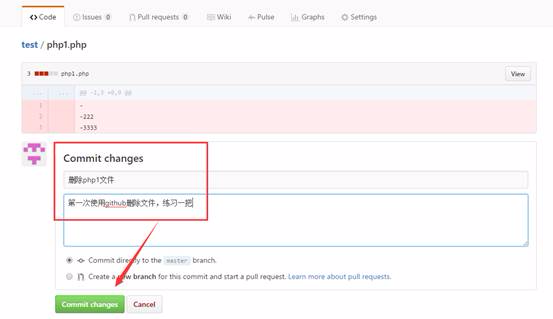 Code Issues 0 Pull requests 0 Wiki Pulse Graphs Settings
test / php1.php
3 php1.php View
... ... @@ -1,3 +0,0 @@
1 -
2 -222
3 -3333
Commit changes
删除php1文件
第一次使用github删除文件，练习一把
Commit directly to the master branch.
Create a new branch for this commit and start a pull request. Learn more about pull requests.
Commit changes Cancel